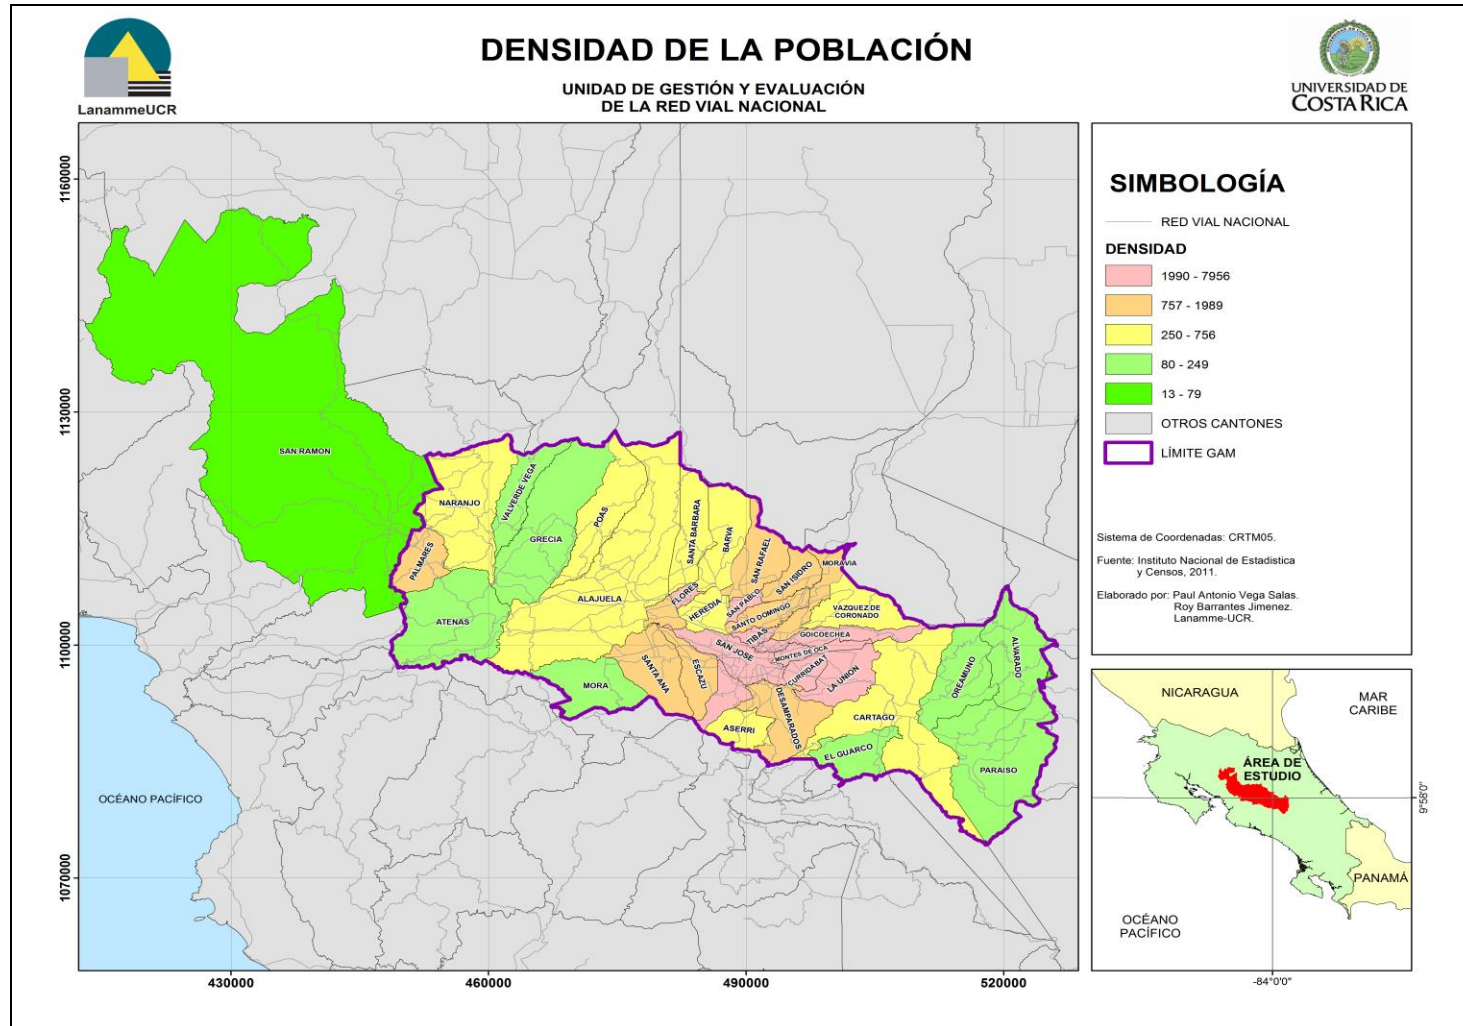 DENSIDAD DE LA POBLACIÓN
UNIDAD DE GESTIÓN Y EVALUACIÓN
DE LA RED VIAL NACIONAL
LanammeUCR
UNIVERSIDAD DE
COSTA RICA
1160000
1130000
1100000
1070000
430000
460000
490000
520000
SAN RAMON
NARANJO
VALVERDE VEGA
GRECIA
POAS
SANTA BARBARA
BARVA
SAN RAFAEL
SAN ISIDRO
MORAVIA
PALMARES
ATENAS
ALAJUELA
FLORES
HEREDIA
SAN PABLO
SANTO DOMINGO
VAZQUEZ DE
CORONADO
TIBAS
GOICOECHEA
SAN JOSE
MONTES DE OCA
CURRIDABAT
LA UNION
SANTA ANA
ESCAZU
MORA
DESAMPARADOS
ASERRI
CARTAGO
EL GUARCO
OREAMUNO
ALVARADO
PARAISO
OCÉANO PACÍFICO
SIMBOLOGÍA
RED VIAL NACIONAL
DENSIDAD
1990 - 7956
757 - 1989
250 - 756
80 - 249
13 - 79
OTROS CANTONES
LÍMITE GAM
Sistema de Coordenadas: CRTM05.
Fuente: Instituto Nacional de Estadistica
y Censos, 2011.
Elaborado por: Paul Antonio Vega Salas.
Roy Barrantes Jimenez.
Lanamme-UCR.
NICARAGUA
MAR
CARIBE
ÁREA DE
ESTUDIO
PANAMÁ
OCÉANO
PACÍFICO
9°58'0"
-84°0'0"